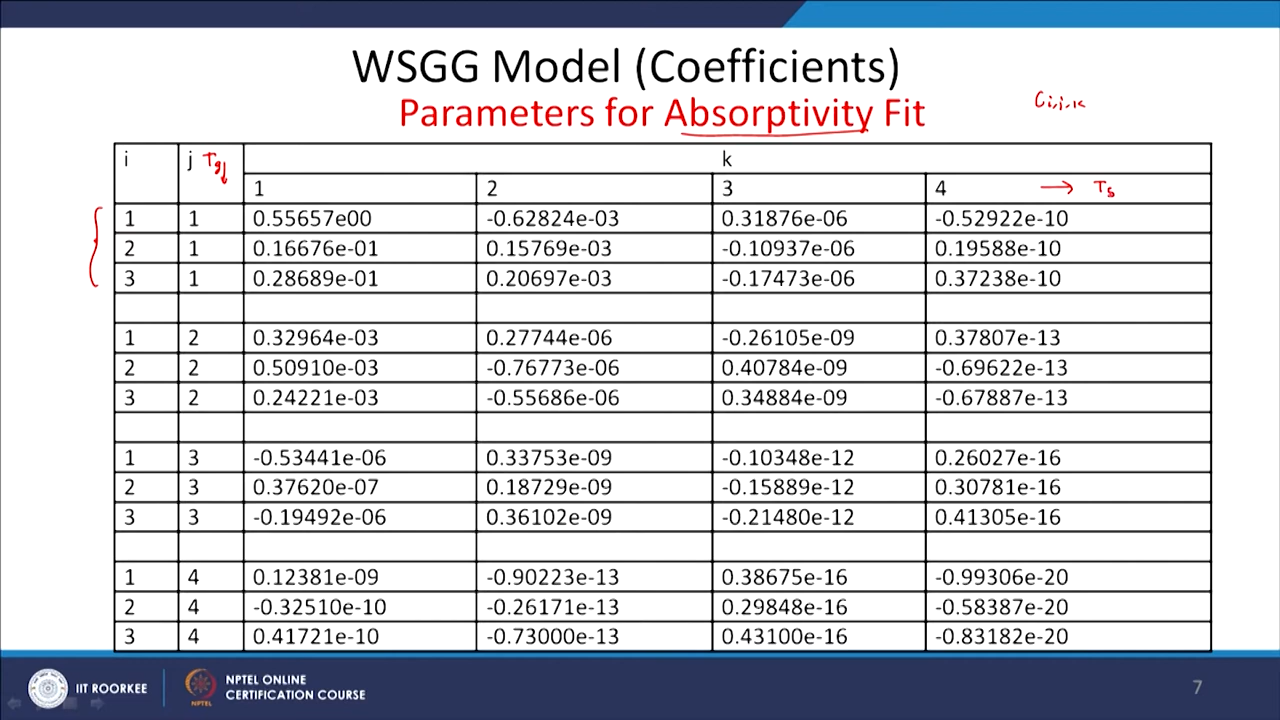 WSGG Model (Coefficients)
Parameters for Absorptivity Fit
Ci,j,k
i j Tg k
1 2 3 4 → Ts
1 1 0.55657e00 -0.62824e-03 0.31876e-06 -0.52922e-10
2 1 0.16676e-01 0.15769e-03 -0.10937e-06 0.19588e-10
3 1 0.28689e-01 0.20697e-03 -0.17473e-06 0.37238e-10
1 2 0.32964e-03 0.27744e-06 -0.26105e-09 0.37807e-13
2 2 0.50910e-03 -0.76773e-06 0.40784e-09 -0.69622e-13
3 2 0.24221e-03 -0.55686e-06 0.34884e-09 -0.67887e-13
1 3 -0.53441e-06 0.33753e-09 -0.10348e-12 0.26027e-16
2 3 0.37620e-07 0.18729e-09 -0.15889e-12 0.30781e-16
3 3 -0.19492e-06 0.36102e-09 -0.21480e-12 0.41305e-16
1 4 0.12381e-09 -0.90223e-13 0.38675e-16 -0.99306e-20
2 4 -0.32510e-10 -0.26171e-13 0.29848e-16 -0.58387e-20
3 4 0.41721e-10 -0.73000e-13 0.43100e-16 -0.83182e-20
IIT ROORKEE
NPTEL ONLINE
CERTIFICATION COURSE
7